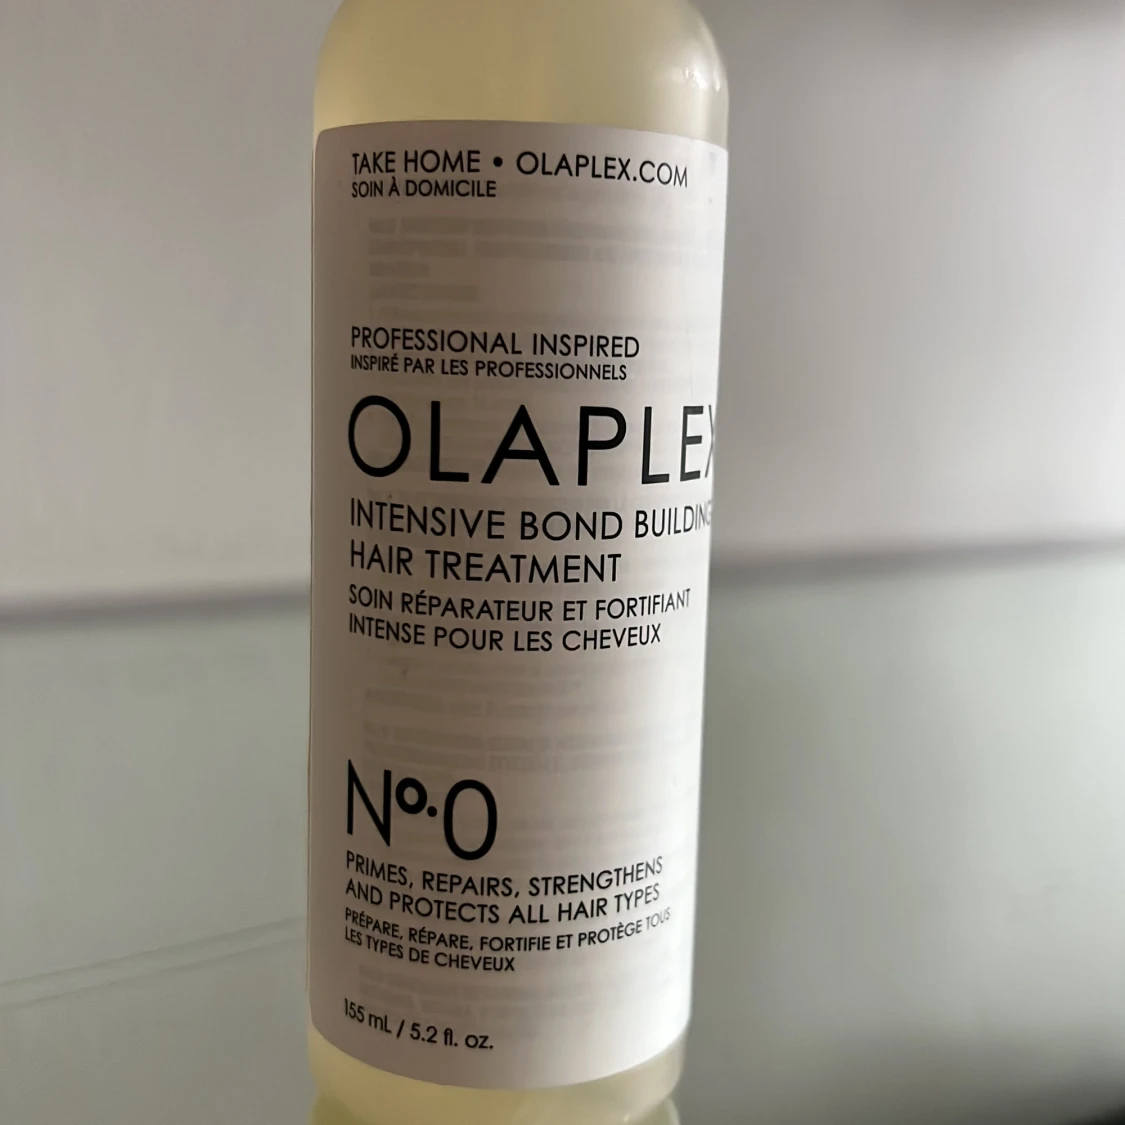 TAKE HOME • OLAPLEX.COM
SOIN À DOMICILE
PROFESSIONAL INSPIRED
INSPIRÉ PAR LES PROFESSIONNELS
OLAPLEX
INTENSIVE BOND BUILDING
HAIR TREATMENT
SOIN RÉPARATEUR ET FORTIFIANT
INTENSE POUR LES CHEVEUX
Nº.0
PRIMES, REPAIRS, STRENGTHENS
AND PROTECTS ALL HAIR TYPES
PRÉPARE, RÉPARE, FORTIFIE ET PROTÈGE TOUS
LES TYPES DE CHEVEUX
155 mL / 5.2 fl. oz.